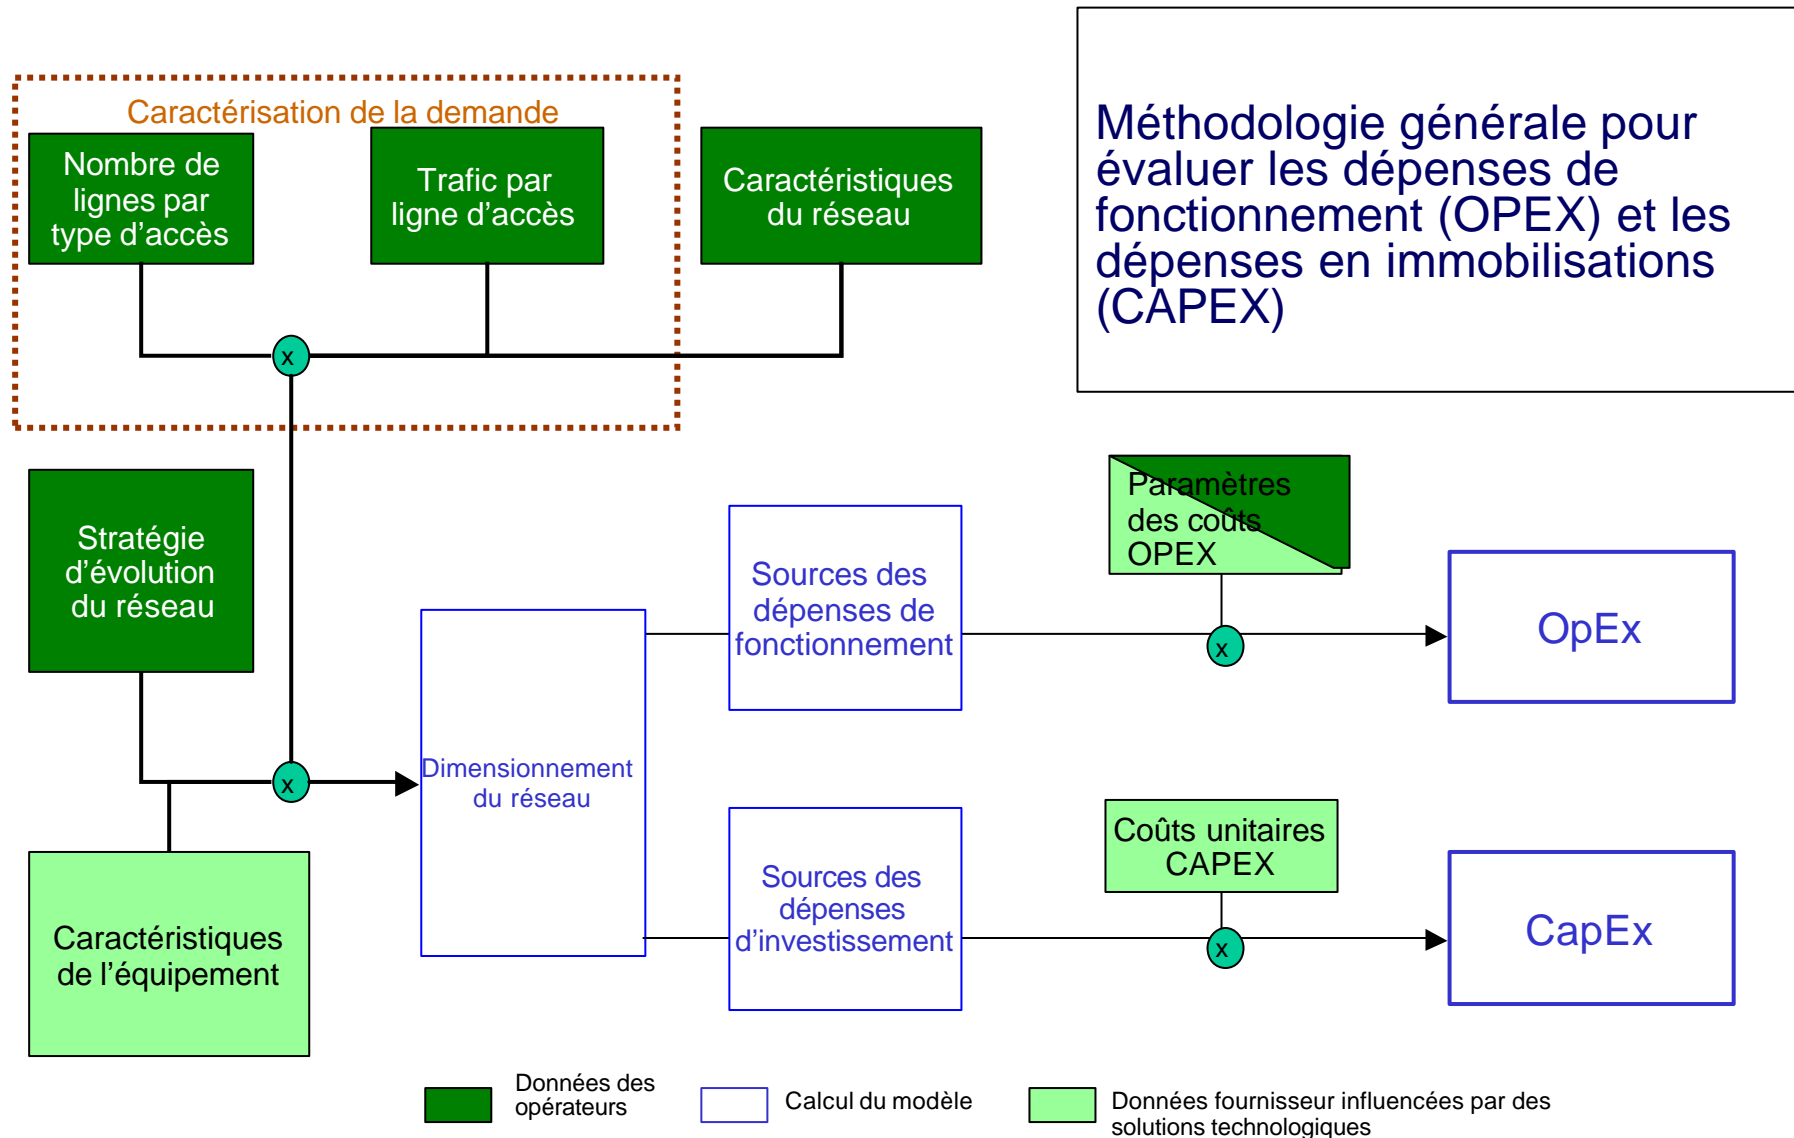 Caractérisation de la demande
Nombre de
lignes par
type d’accès
Trafic par
ligne d’accès
Caractéristiques
du réseau
Méthodologie générale pour
évaluer les dépenses de
fonctionnement (OPEX) et les
dépenses en immobilisations
(CAPEX)
x
Stratégie
d’évolution
du réseau
Paramètres
des coûts
OPEX
Sources des
dépenses de
fonctionnement
x
OpEx
x
Dimensionnement
du réseau
Caractéristiques
de l’équipement
Sources des
dépenses
d’investissement
Coûts unitaires
CAPEX
x
CapEx
Données des
opérateurs
Calcul du modèle
Données fournisseur influencées par des
solutions technologiques